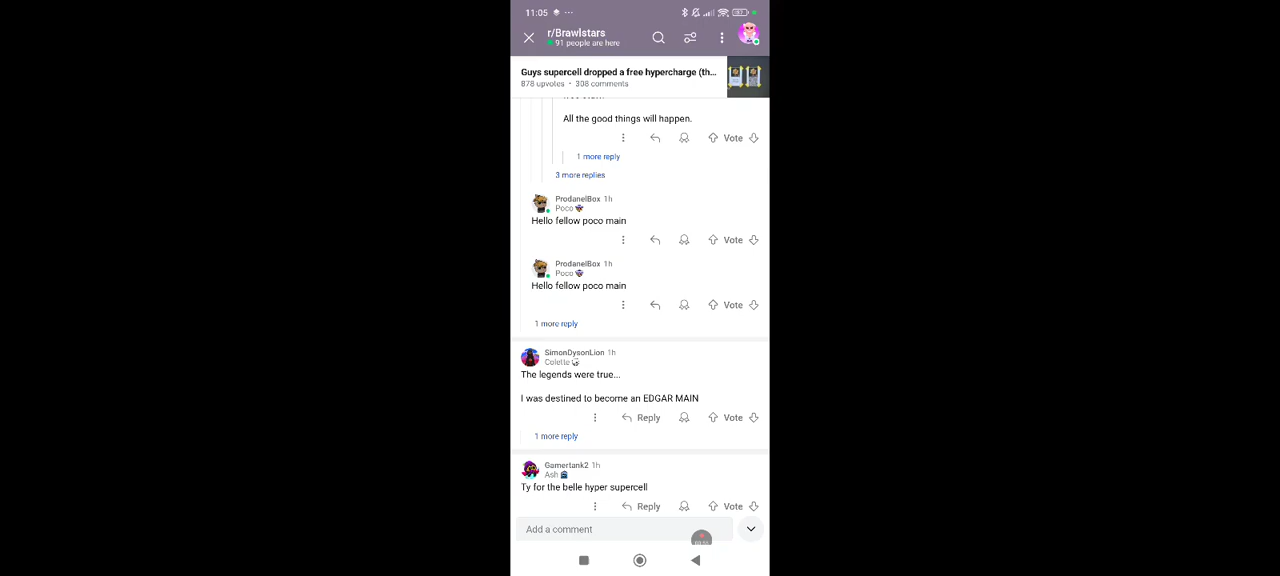 11:05
r/Brawlstars
91 people are here
Guys supercell dropped a free hypercharge (th...
878 upvotes • 308 comments
All the good things will happen.
Vote
1 more reply
3 more replies
ProdanelBox 1h
Poco
Hello fellow poco main
Vote
ProdanelBox 1h
Poco
Hello fellow poco main
Vote
1 more reply
SimonDysonLion 1h
Colette
The legends were true...
I was destined to become an EDGAR MAIN
Reply Vote
1 more reply
Gamertank2 1h
Ash
Ty for the belle hyper supercell
Reply Vote
Add a comment